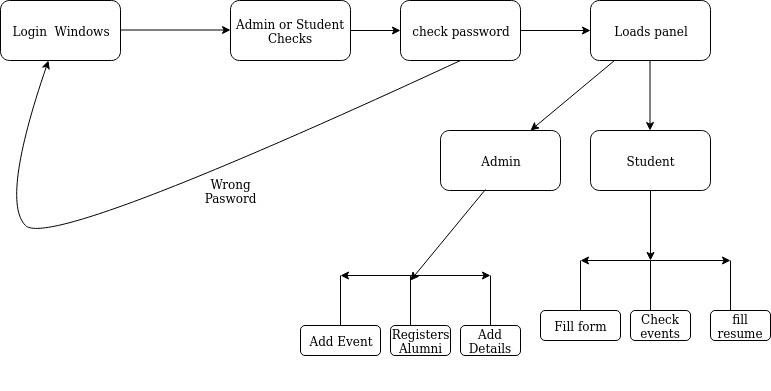 Login Windows
Admin or Student
Checks
check password
Loads panel
Admin
Student
Wrong
Pasword
Add Event
Registers
Alumni
Add
Details
Fill form
Check
events
fill
resume